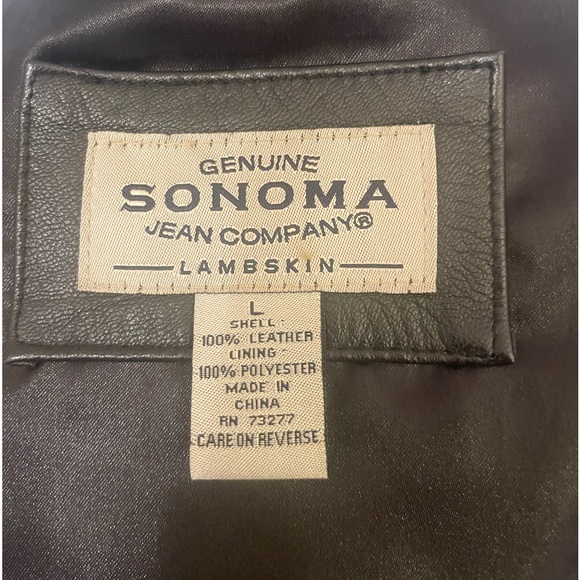 GENUINE
SONOMA
JEAN COMPANY®
LAMBSKIN
L
SHELL-
100% LEATHER
LINING-
100% POLYESTER
MADE IN
CHINA
RN 73277
CARE ON REVERSE